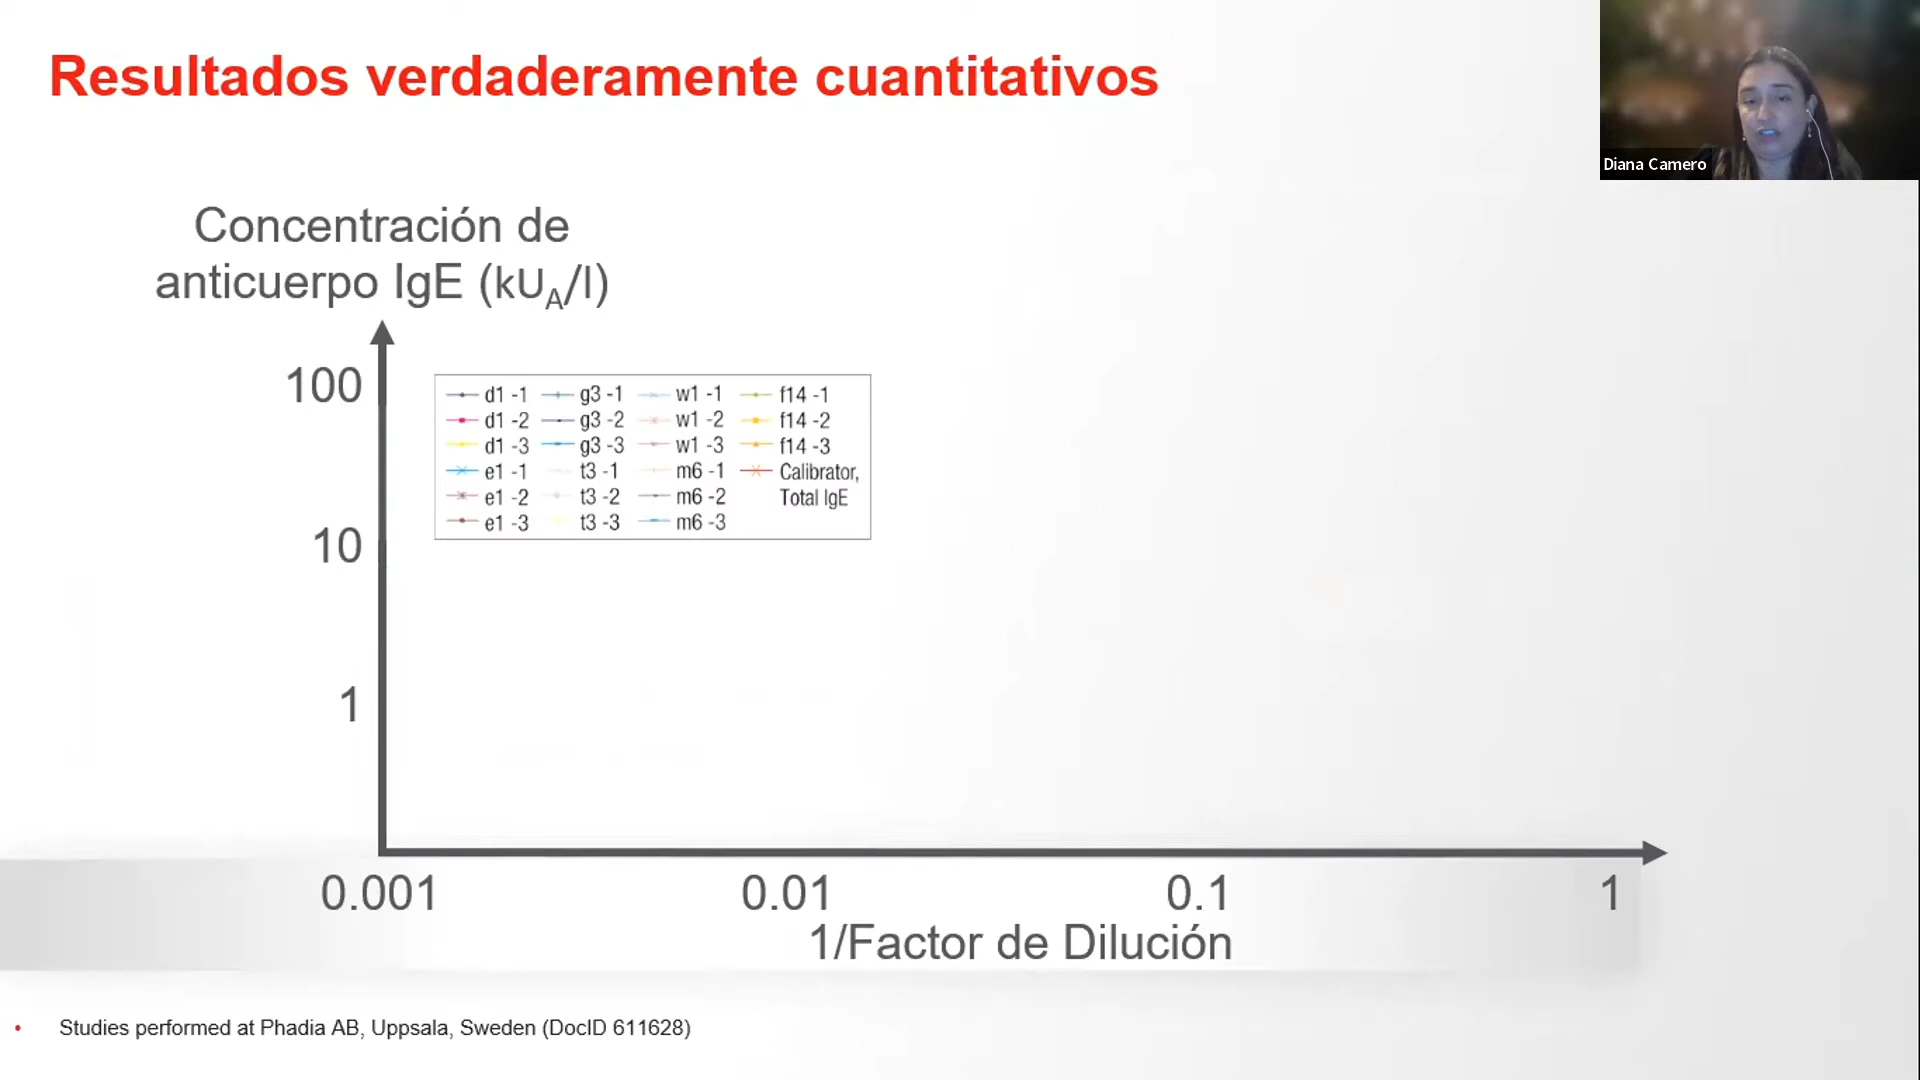 Resultados verdaderamente cuantitativos
Diana Camero
Concentración de
anticuerpo IgE (kUA/l)
100
10
1
d1 -1 g3 -1 w1 -1 f14 -1
d1 -2 g3 -2 w1 -2 f14 -2
d1 -3 g3 -3 w1 -3 f14 -3
e1 -1 t3 -1 m6 -1 Calibrator,
e1 -2 t3 -2 m6 -2 Total IgE
e1 -3 t3 -3 m6 -3
0.001 0.01 0.1 1
1/Factor de Dilución
• Studies performed at Phadia AB, Uppsala, Sweden (DocID 611628)